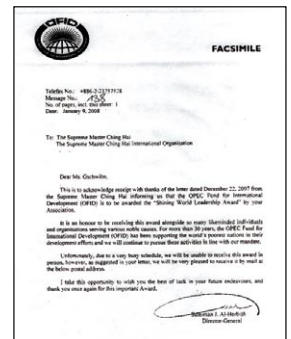 OFID
FACSIMILE
Telefax No.: +886-2-23757928
Message No.: 138
No. of pages, incl. this sheet: 1
Date: January 9, 2008
To: The Supreme Master Ching Hai
The Supreme Master Ching Hai International Organisation
Dear Ms. Gschwilm,
This is to acknowledge receipt with thanks of the letter dated December 22, 2007 from
the Supreme Master Ching Hai informing us that the OPEC Fund for International
Development (OFID) is to be awarded the "Shining World Leadership Award" by your
Association.
It is an honour to be receiving this award alongside so many likeminded individuals
and organisations serving various noble causes. For more than 30 years, the OPEC Fund for
International Development (OFID) has been supporting the world's poorest nations in their
development efforts and we will continue to pursue these activities in line with our mandate.
Unfortunately, due to a very busy schedule, we will be unable to receive this award in
person, however, as suggested in your letter, we will be very pleased to receive it by mail at
the below postal address.
I take this opportunity to wish you the best of luck in your future endeavours, and
thank you once again for this important Award.
Suleiman J. Al-Herbish
Director-General